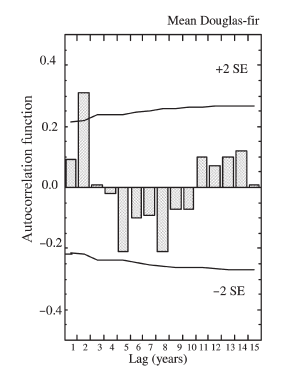 Mean Douglas-fir
0.4
+2 SE
0.2
0.0
−0.2
−2 SE
−0.4
Autocorrelation function
1 2 3 4 5 6 7 8 9 10 11 12 13 14 15
Lag (years)